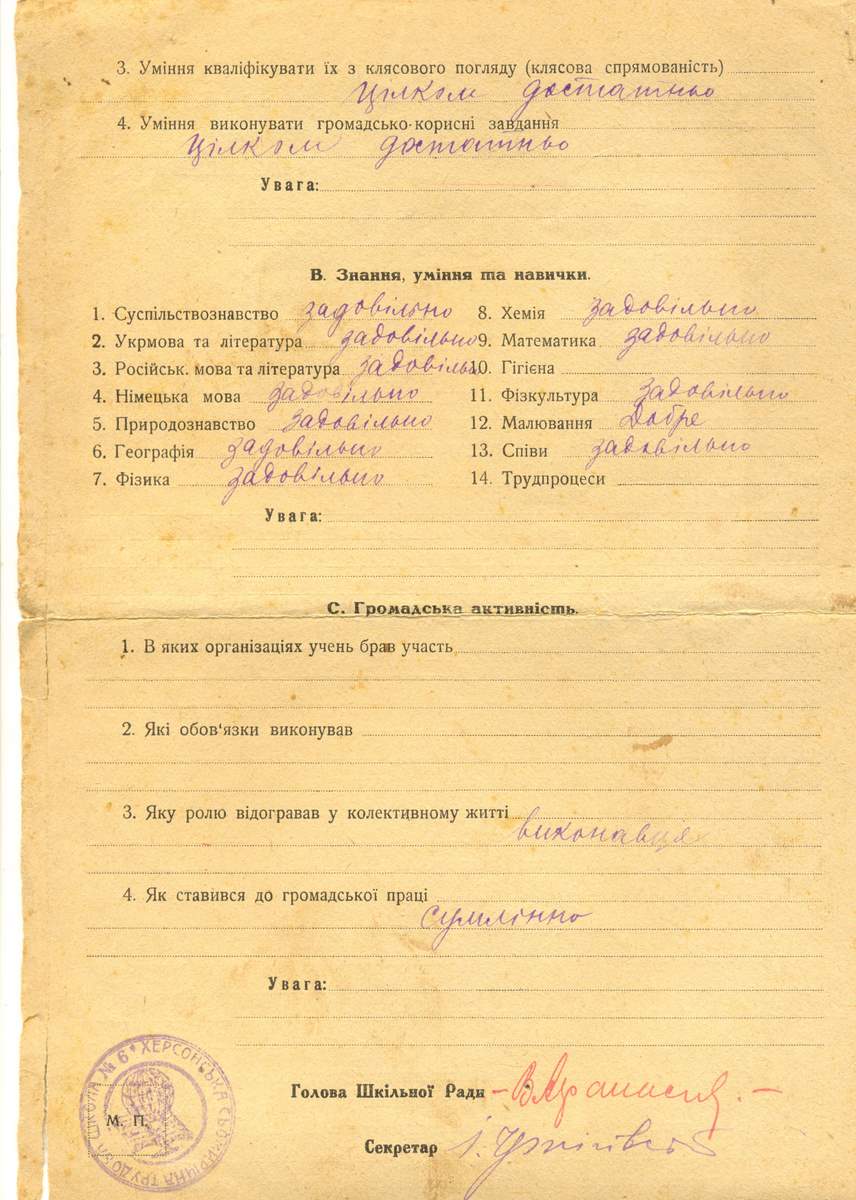 3. Уміння кваліфікувати їх з клясового погляду (клясова спрямованість)
Цілком достатньо
4. Уміння виконувати громадсько-корисні завдання
Цілком достатньо
Увага:
В. Знання, уміння та навички.
1. Суспільствознавство задовільно
2. Укрмова та література задовільно
3. Російськ. мова та література задовільно
4. Німецька мова задовільно
5. Природознавство задовільно
6. Географія задовільно
7. Фізика задовільно
8. Хемія задовільно
9. Математика задовільно
10. Гігієна
11. Фізкультура задовільно
12. Малювання Добре
13. Співи задовільно
14. Трудпроцеси
Увага:
С. Громадська активність.
1. В яких організаціях учень брав участь
2. Які обов'язки виконував
3. Яку ролю відогравав у колективному житті
виконавця
4. Як ставився до громадської праці
сумлінно
Увага:
Голова Шкільної Ради
Секретар
М. П.
ШКОЛА № 6 ХЕРСОНСЬКА